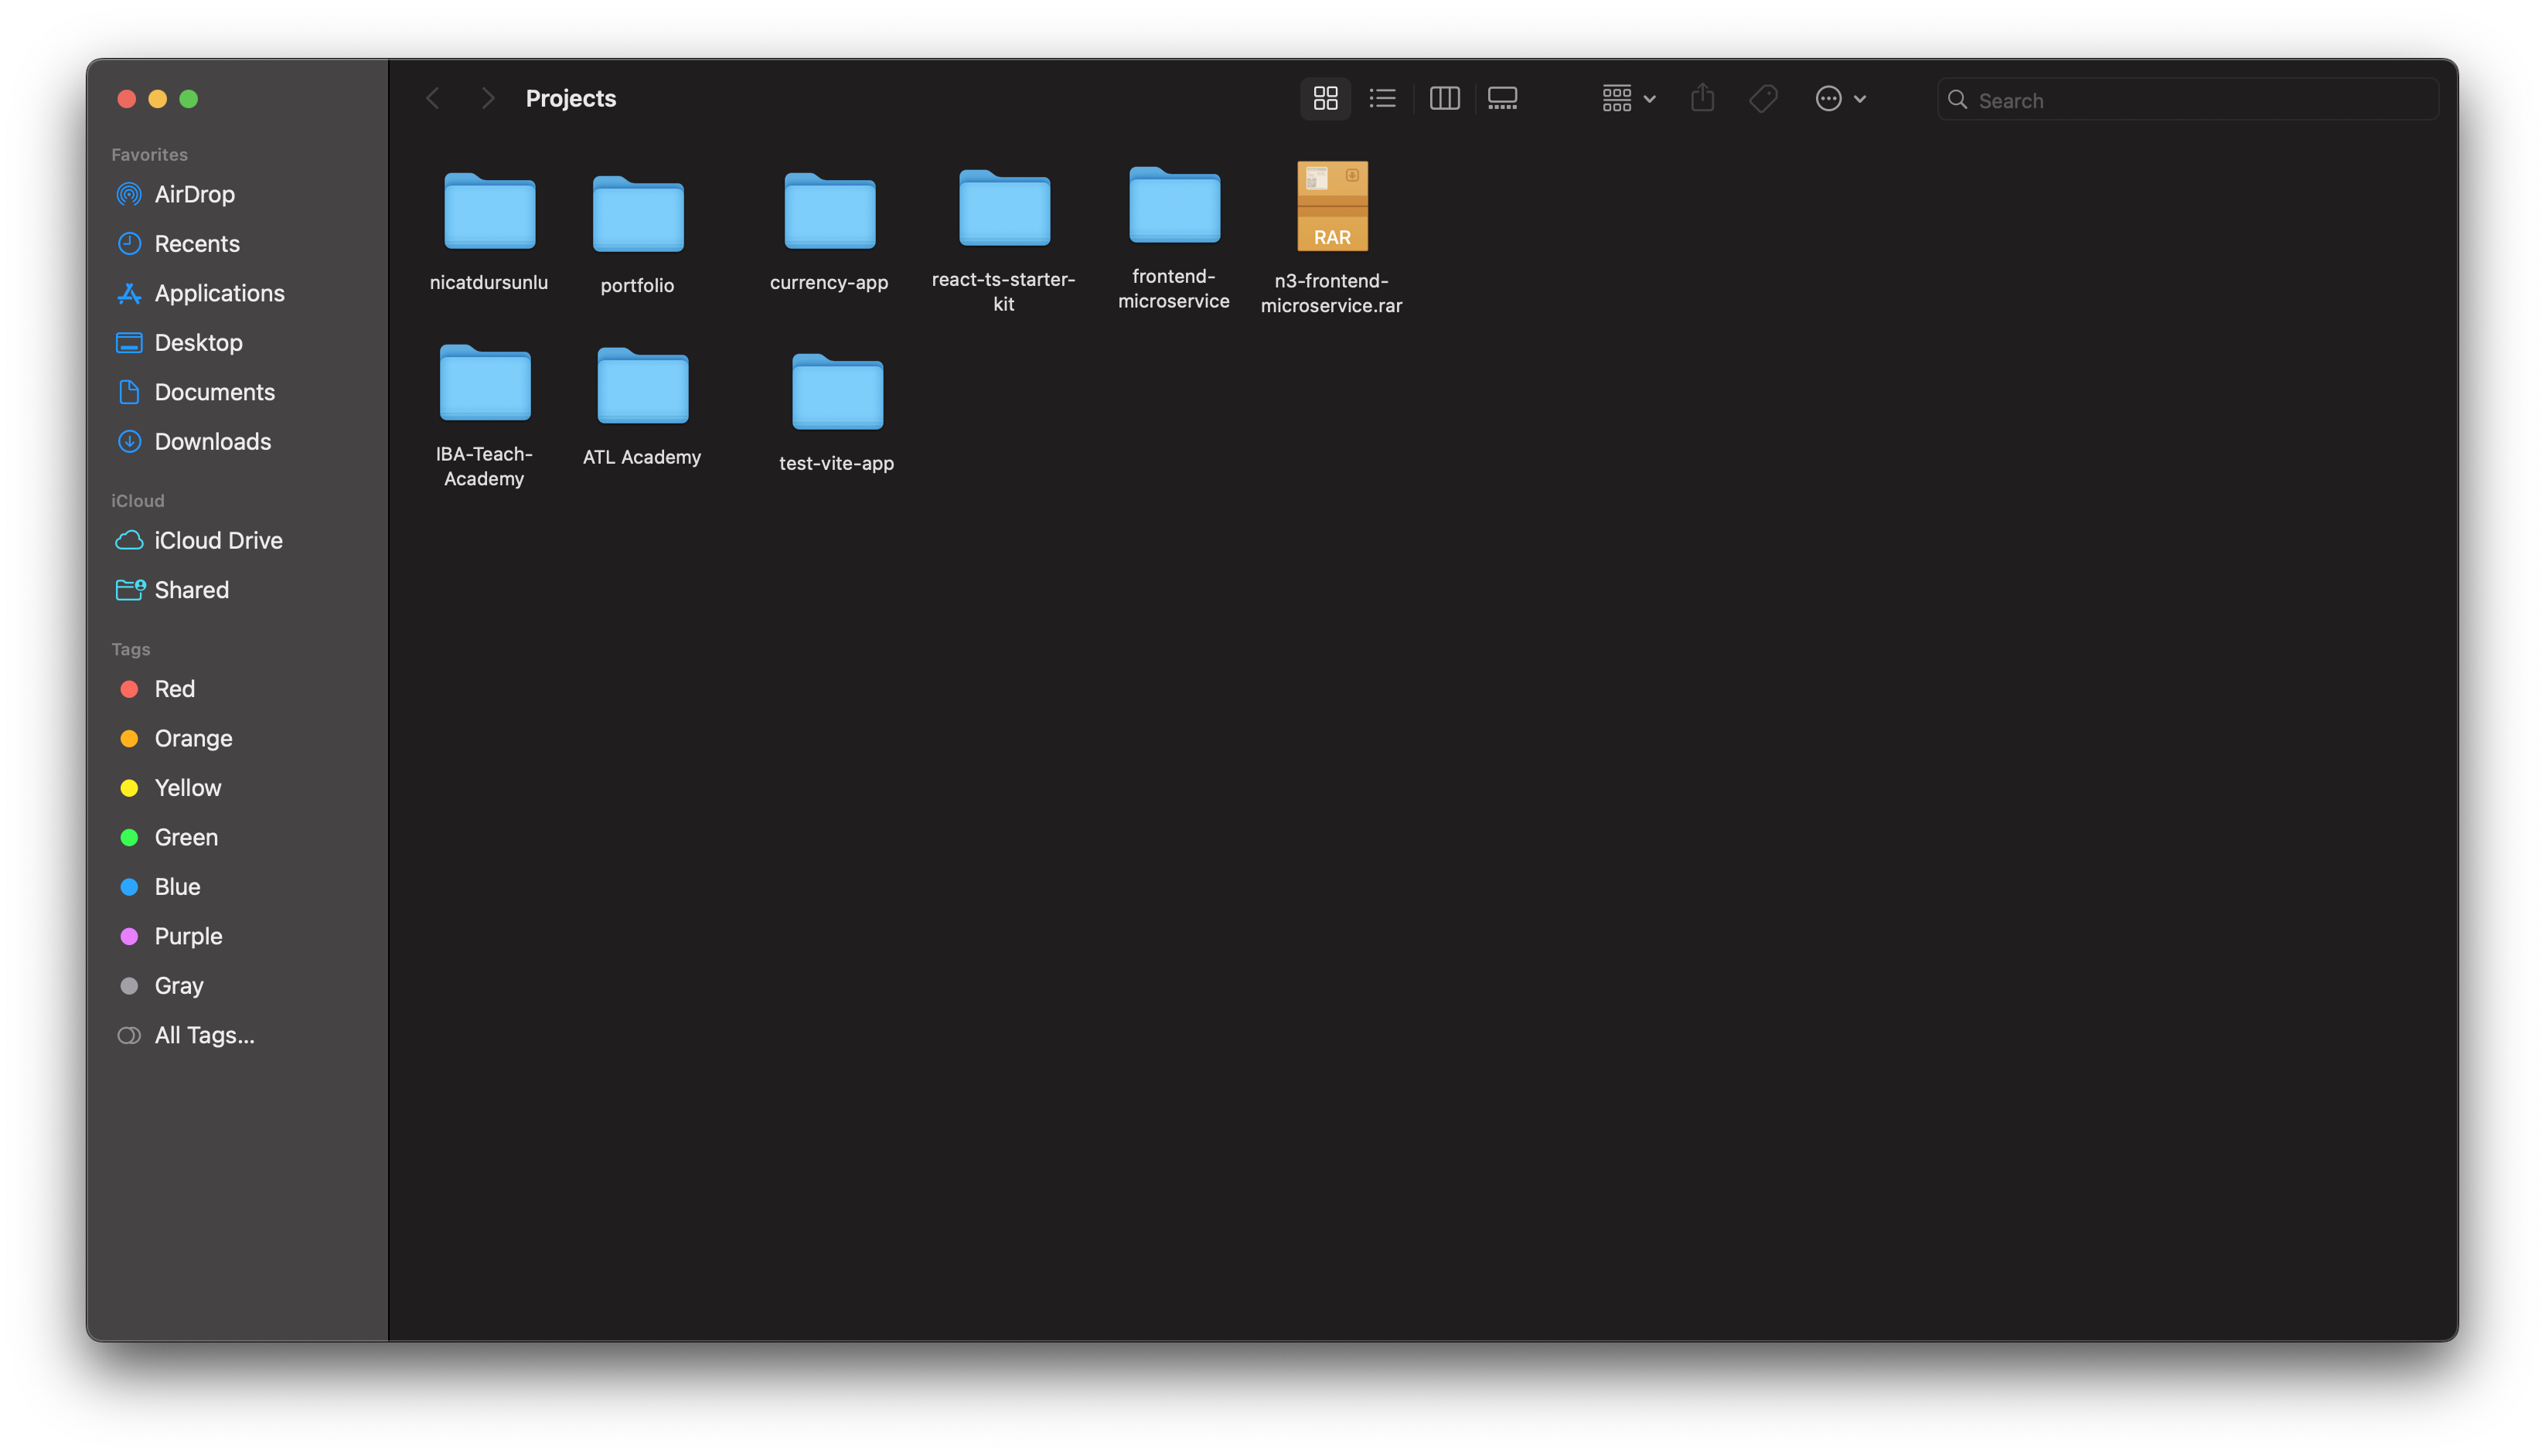 Projects
Search
Favorites
AirDrop
Recents
Applications
Desktop
Documents
Downloads
iCloud
iCloud Drive
Shared
Tags
Red
Orange
Yellow
Green
Blue
Purple
Gray
All Tags...
nicatdursunlu
portfolio
currency-app
react-ts-starter-
kit
frontend-
microservice
RAR
n3-frontend-
microservice.rar
IBA-Teach-
Academy
ATL Academy
test-vite-app